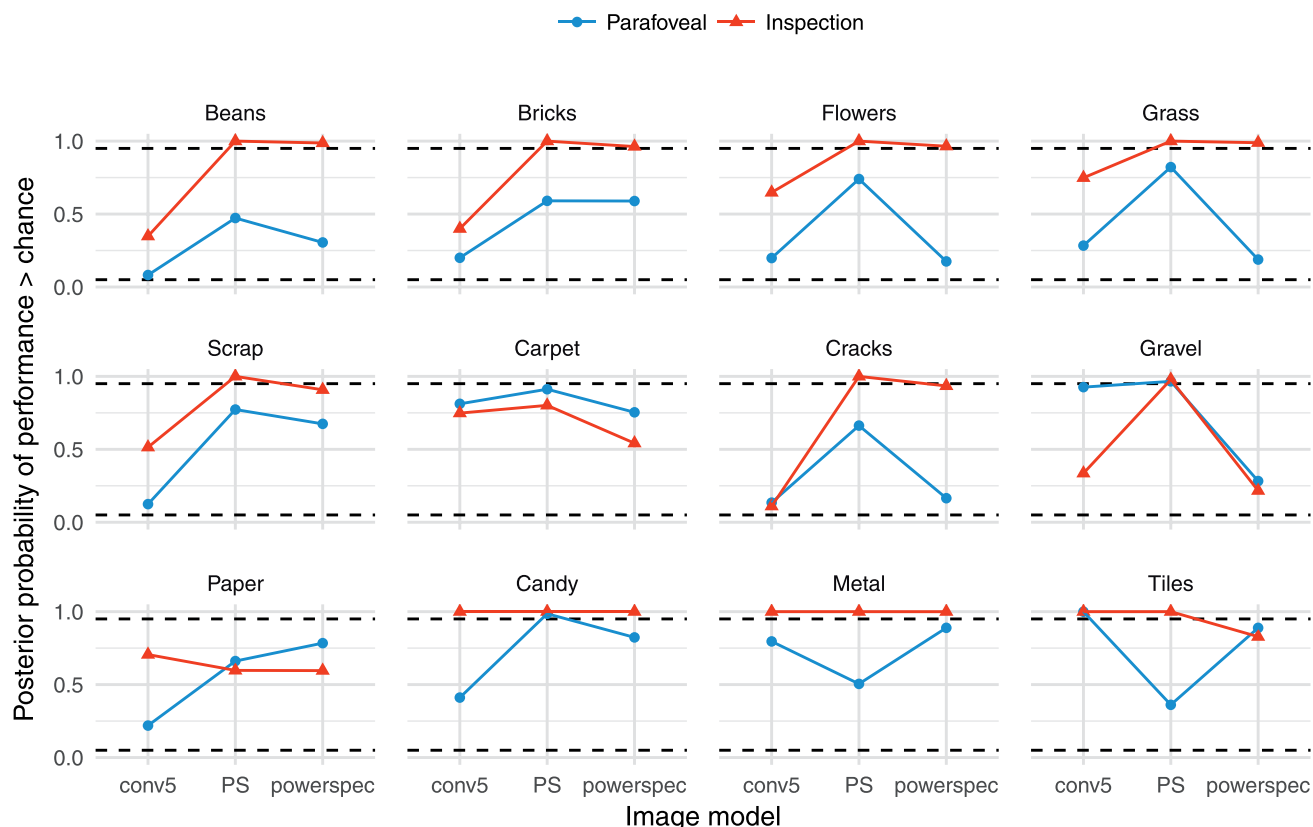 Parafoveal Inspection
Beans Bricks Flowers Grass
1.0
0.5
0.0
Scrap Carpet Cracks Gravel
1.0
0.5
0.0
Paper Candy Metal Tiles
1.0
0.5
0.0
conv5 PS powerspec conv5 PS powerspec conv5 PS powerspec conv5 PS powerspec
Image model
Posterior probability of performance > chance